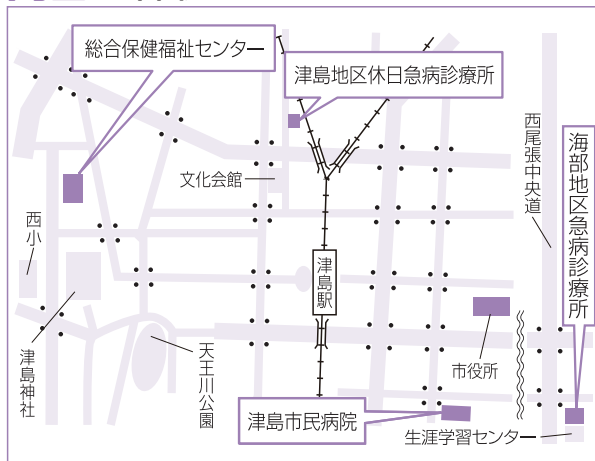 総合保健福祉センター
津島地区休日急病診療所
西尾張中央道
海部地区急病診療所
文化会館
西小
津島駅
津島神社
天王川公園
市役所
津島市民病院
生涯学習センター